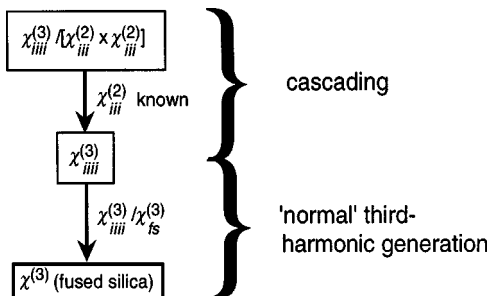 χ⁽³⁾iiii /[χ⁽²⁾iii x χ⁽²⁾iii]
cascading
χ⁽²⁾iii known
χ⁽³⁾iiii
χ⁽³⁾iiii /χ⁽³⁾fs
'normal' third-
harmonic generation
χ⁽³⁾ (fused silica)